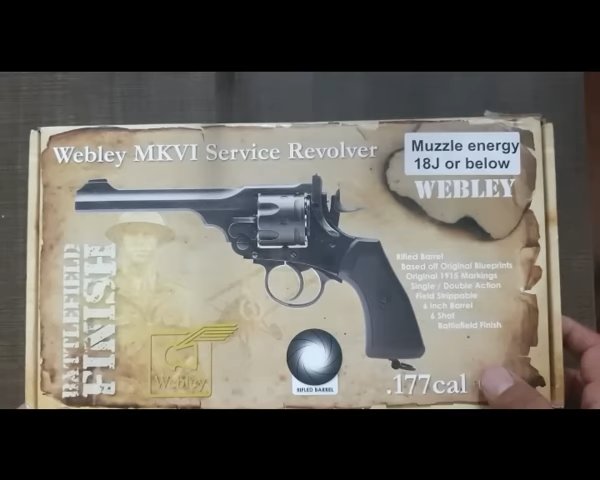 Webley MKVI Service Revolver
Muzzle energy
18J or below
WEBLEY
Rifled Barrel
Based off Original Blueprints
Original 1915 Markings
Single / Double Action
Field Strippable
6 inch Barrel
6 Shot
Battlefield Finish
BATTLEFIELD
FINISH
Webley
RIFLED BARREL
.177cal